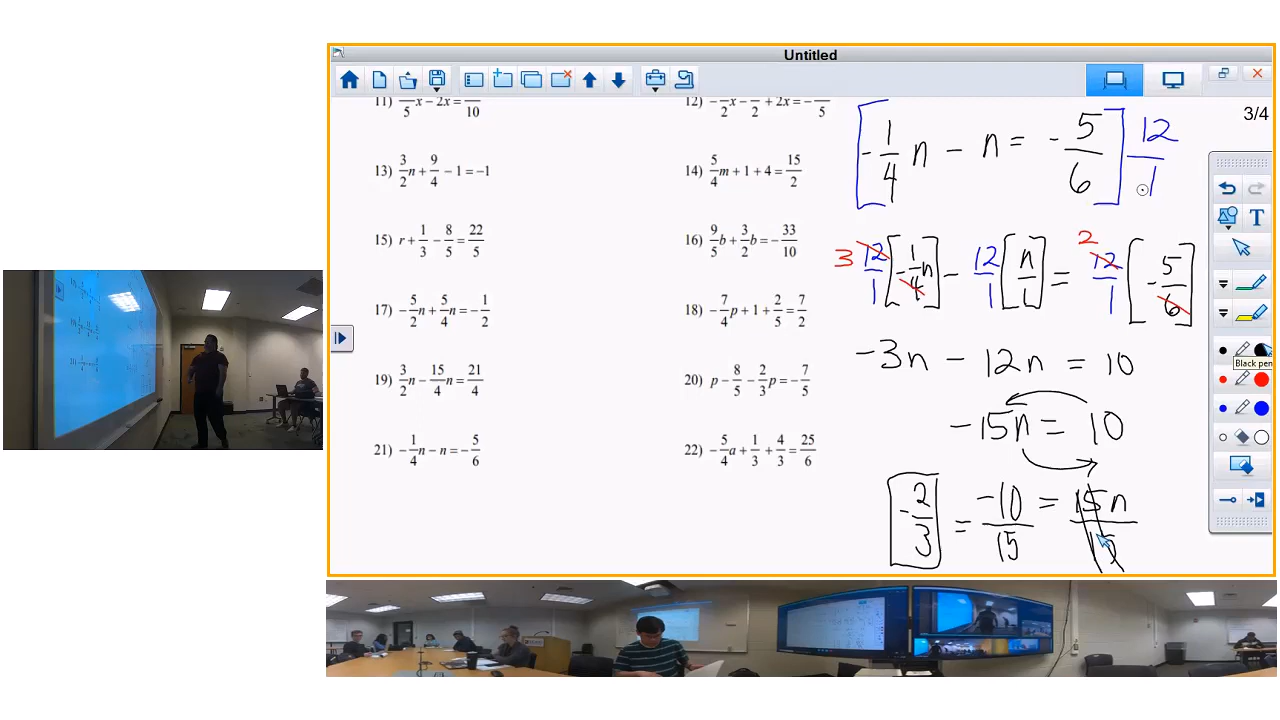 Untitled
3/4
11) /5 x − 2x = /10
12) − /2 x − /2 + 2x = − /5
13) 3/2 n + 9/4 − 1 = −1
14) 5/4 m + 1 + 4 = 15/2
15) r + 1/3 − 8/5 = 22/5
16) 9/5 b + 3/2 b = − 33/10
17) − 5/2 n + 5/4 n = − 1/2
18) − 7/4 p + 1 + 2/5 = 7/2
19) 3/2 n − 15/4 n = 21/4
20) p − 8/5 − 2/3 p = − 7/5
21) − 1/4 n − n = − 5/6
22) − 5/4 a + 1/3 + 4/3 = 25/6
[ − 1/4 n − n = − 5/6 ] 12/1
3 12/1 [ − 1/4 n ] − 12/1 [ n/1 ] = 2 12/1 [ − 5/6 ]
−3n − 12n = 10
−15n = 10
− 2/3 = −10/15 = 15n/15
T
Black pen